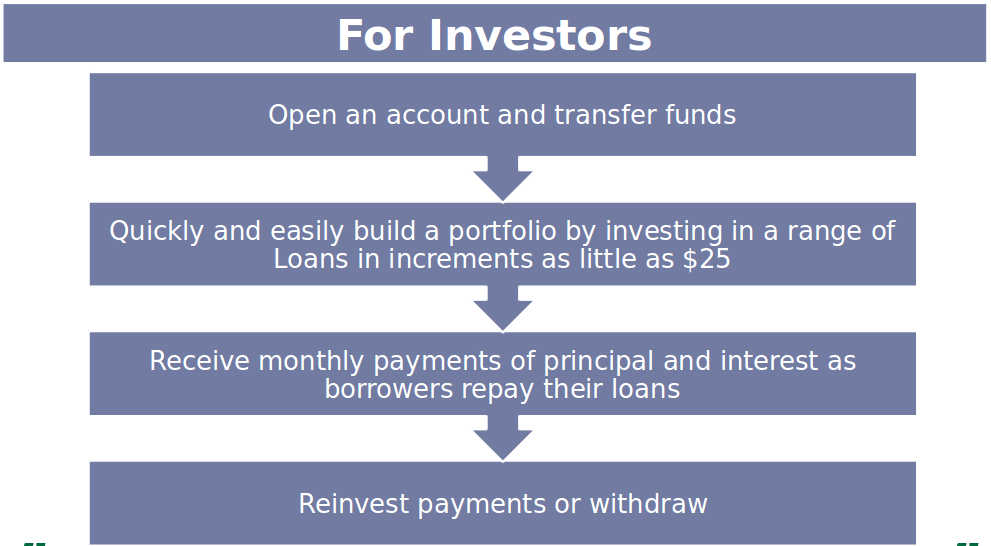 For Investors
Open an account and transfer funds
Quickly and easily build a portfolio by investing in a range of
Loans in increments as little as $25
Receive monthly payments of principal and interest as
borrowers repay their loans
Reinvest payments or withdraw